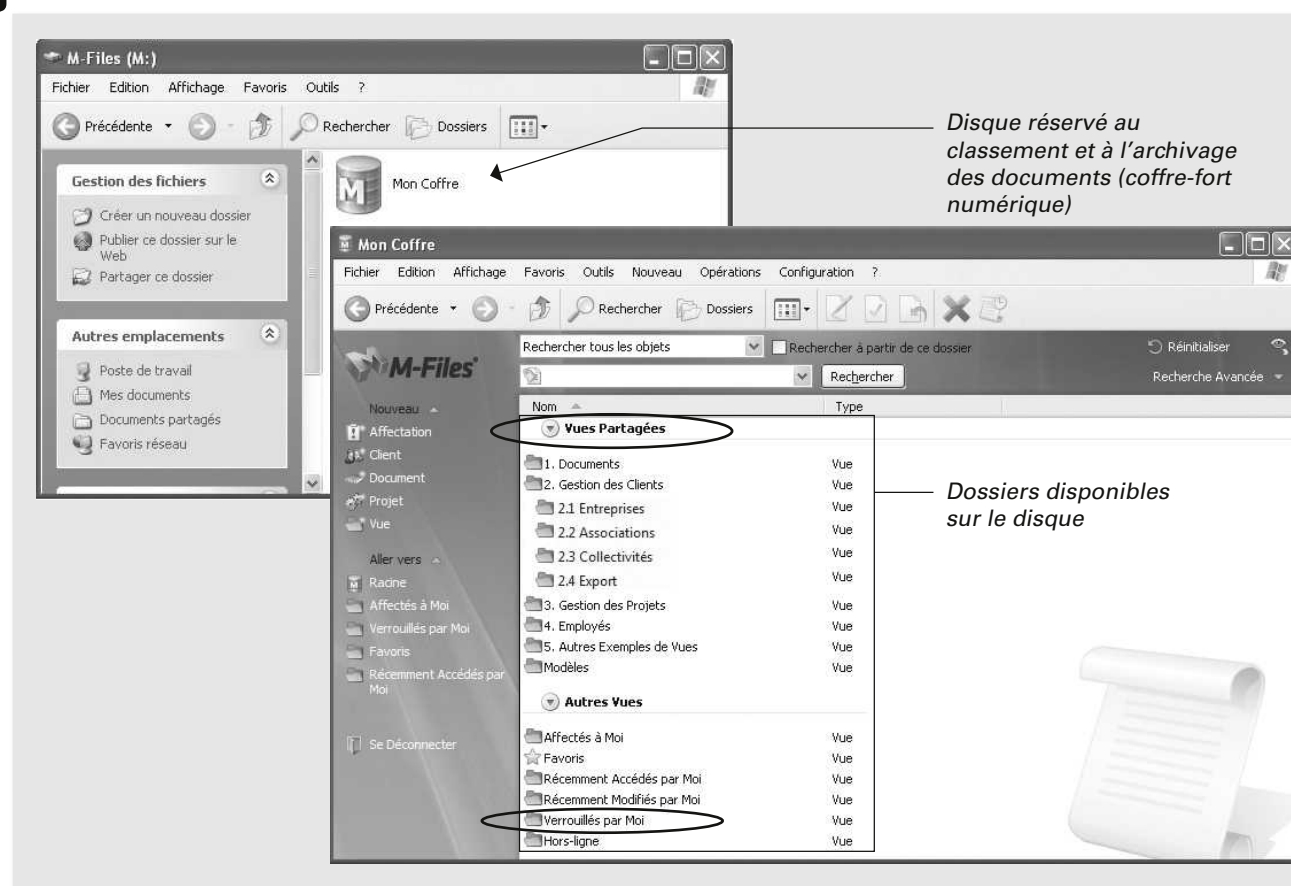 M-Files (M:)
Fichier Edition Affichage Favoris Outils ?
Précédente Rechercher Dossiers
Gestion des fichiers
Créer un nouveau dossier
Publier ce dossier sur le
Web
Partager ce dossier
Autres emplacements
Poste de travail
Mes documents
Documents partagés
Favoris réseau
M
Mon Coffre
Disque réservé au
classement et à l'archivage
des documents (coffre-fort
numérique)
Mon Coffre
Fichier Edition Affichage Favoris Outils Nouveau Opérations Configuration ?
Précédente Rechercher Dossiers
M-Files
Rechercher tous les objets Rechercher à partir de ce dossier Réinitialiser
Rechercher Recherche Avancée
Nouveau
Affectation
Client
Document
Projet
Vue
Aller vers
Racine
Affectés à Moi
Verrouillés par Moi
Favoris
Récemment Accédés par
Moi
Se Déconnecter
Nom Type
Vues Partagées
1. Documents Vue
2. Gestion des Clients Vue
2.1 Entreprises Vue
2.2 Associations Vue
2.3 Collectivités Vue
2.4 Export Vue
3. Gestion des Projets Vue
4. Employés Vue
5. Autres Exemples de Vues Vue
Modèles Vue
Autres Vues
Affectés à Moi Vue
Favoris Vue
Récemment Accédés par Moi Vue
Récemment Modifiés par Moi Vue
Verrouillés par Moi Vue
Hors-ligne Vue
Dossiers disponibles
sur le disque